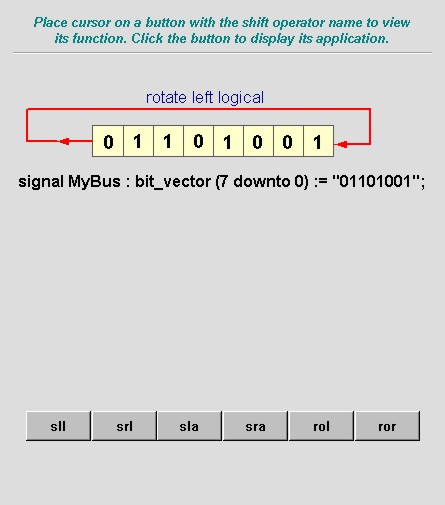 Place cursor on a button with the shift operator name to view
its function. Click the button to display its application.
rotate left logical
0 1 1 0 1 0 0 1
signal MyBus : bit_vector (7 downto 0) := "01101001";
sll srl sla sra rol ror